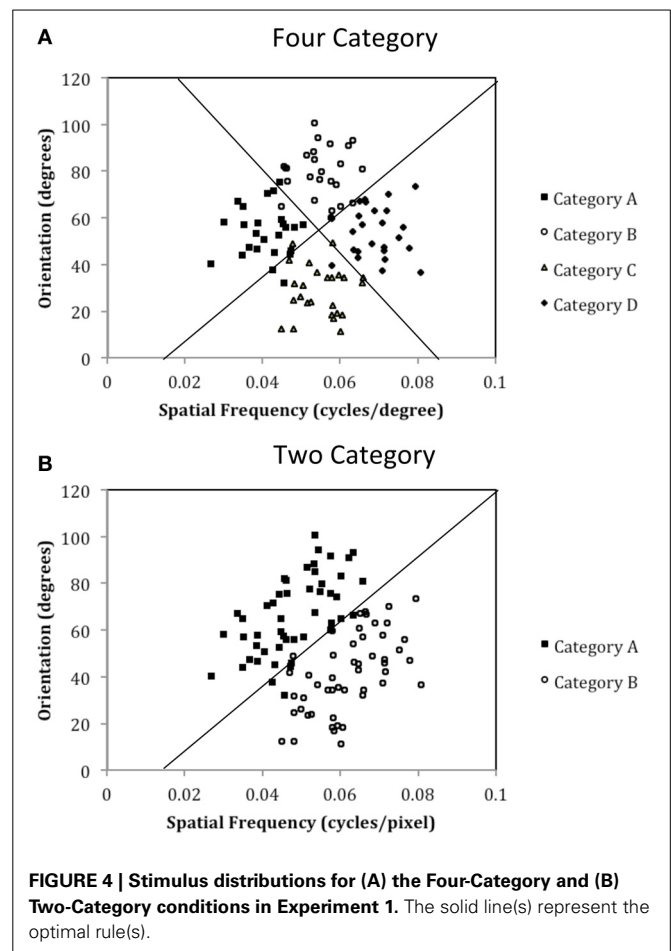 A
Four Category
120
100
80
60
40
20
0
Orientation (degrees)
0 0.02 0.04 0.06 0.08 0.1
Spatial Frequency (cycles/degree)
Category A
Category B
Category C
Category D
B
Two Category
120
100
80
60
40
20
0
Orientation (degrees)
0 0.02 0.04 0.06 0.08 0.1
Spatial Frequency (cycles/pixel)
Category A
Category B
FIGURE 4 | Stimulus distributions for (A) the Four-Category and (B)
Two-Category conditions in Experiment 1. The solid line(s) represent the
optimal rule(s).